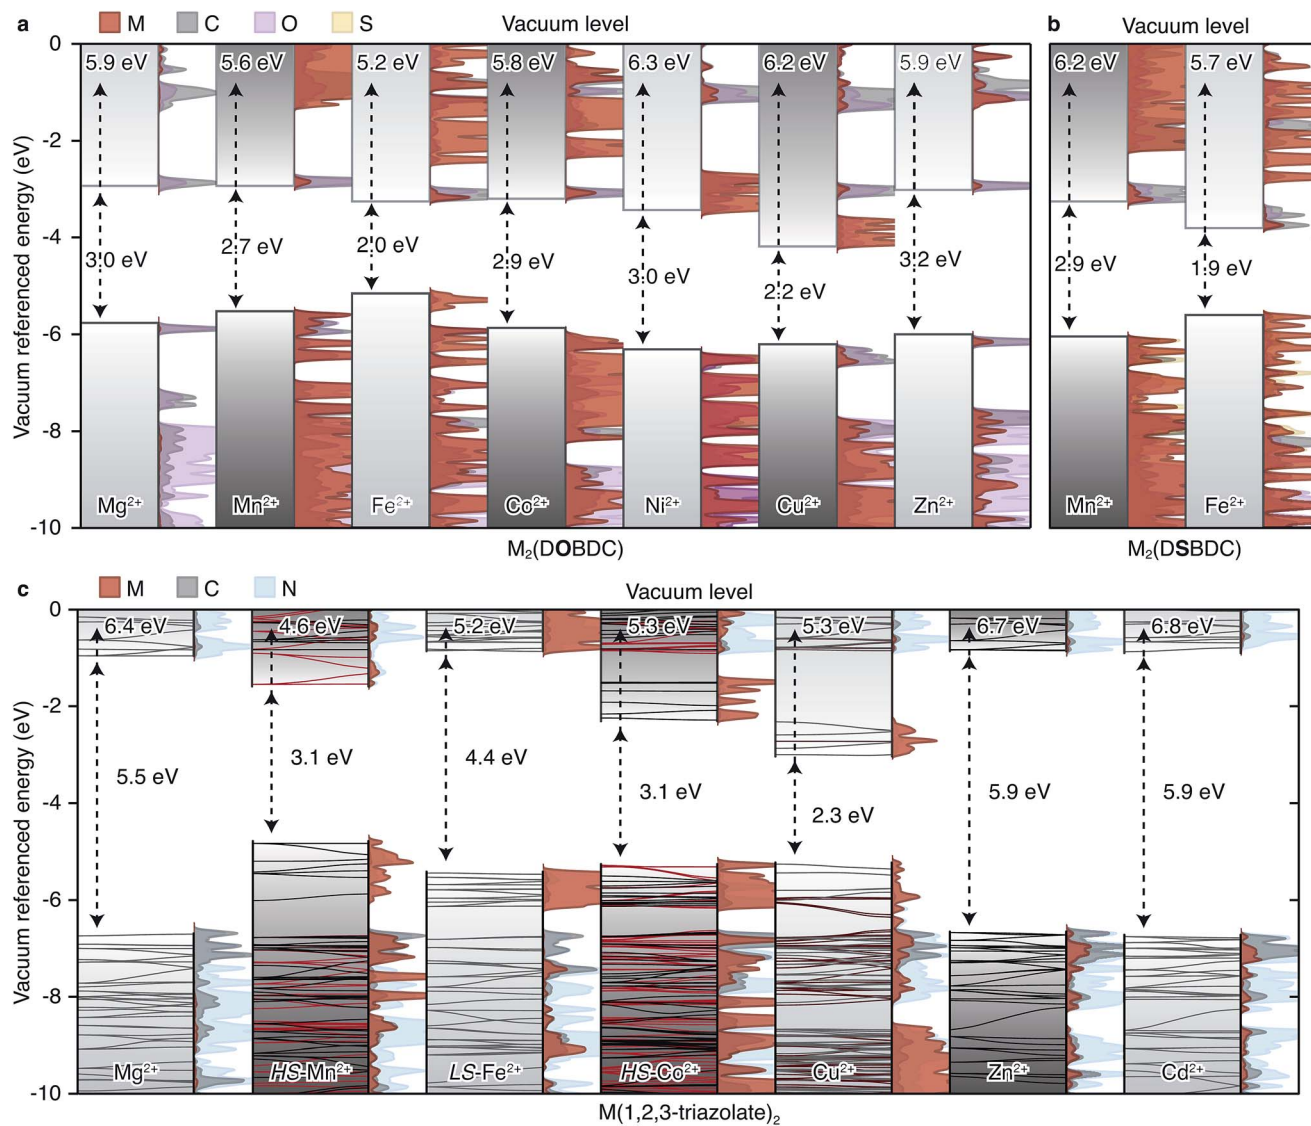 a M C O S Vacuum level
b Vacuum level
Vacuum referenced energy (eV)
0
-2
-4
-6
-8
-10
5.9 eV 5.6 eV 5.2 eV 5.8 eV 6.3 eV 6.2 eV 5.9 eV
3.0 eV 2.7 eV 2.0 eV 2.9 eV 3.0 eV 2.2 eV 3.2 eV
Mg²⁺ Mn²⁺ Fe²⁺ Co²⁺ Ni²⁺ Cu²⁺ Zn²⁺
M₂(DOBDC)
6.2 eV 5.7 eV
2.9 eV 1.9 eV
Mn²⁺ Fe²⁺
M₂(DSBDC)
c M C N Vacuum level
Vacuum referenced energy (eV)
0
-2
-4
-6
-8
-10
6.4 eV 4.6 eV 5.2 eV 5.3 eV 5.3 eV 6.7 eV 6.8 eV
5.5 eV 3.1 eV 4.4 eV 3.1 eV 2.3 eV 5.9 eV 5.9 eV
Mg²⁺ HS-Mn²⁺ LS-Fe²⁺ HS-Co²⁺ Cu²⁺ Zn²⁺ Cd²⁺
M(1,2,3-triazolate)₂